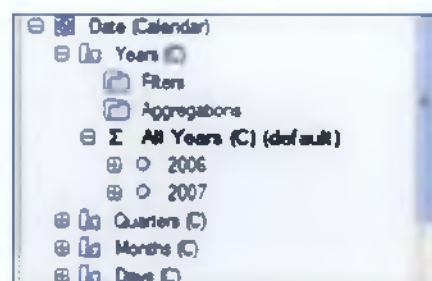 Date (Calendar)
Years (C)
Filters
Aggregations
Σ All Years (C) (default)
2006
2007
Quarters (C)
Months (C)
Days (C)